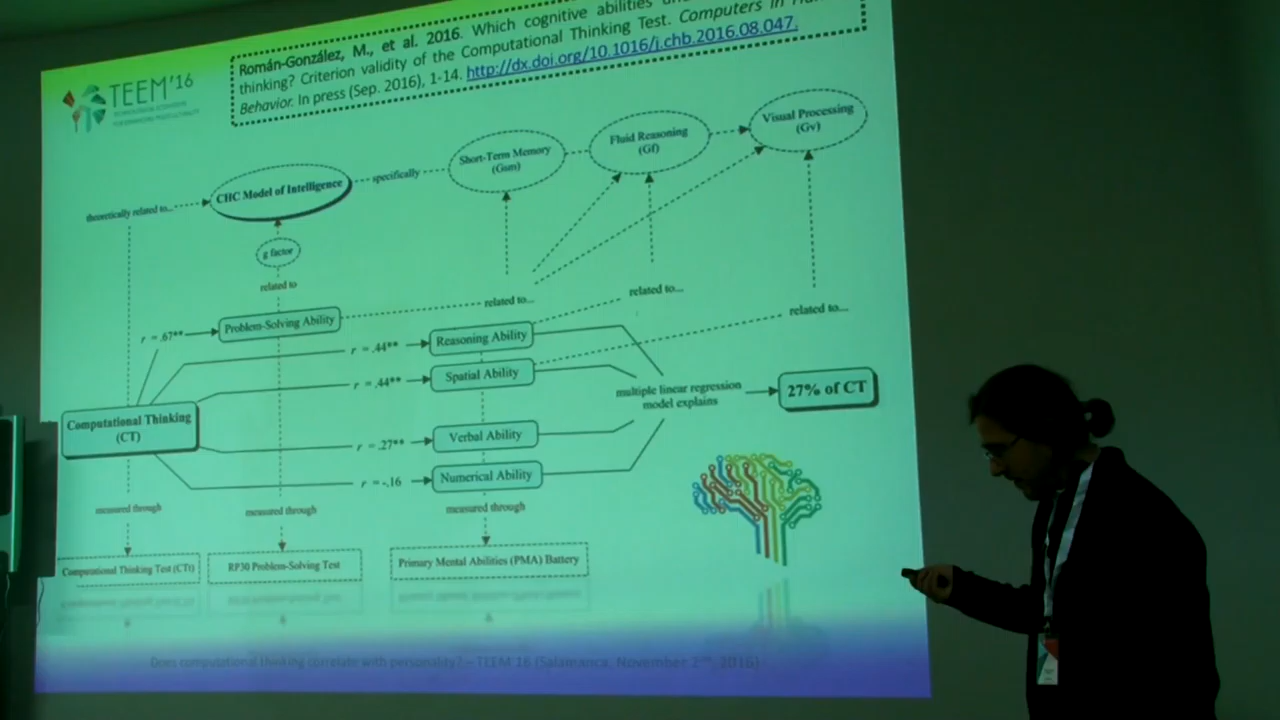 Román-González, M., et al. 2016. Which cognitive abilities
thinking? Criterion validity of the Computational Thinking Test. Computers in
Behavior. In press (Sep. 2016), 1-14. http://dx.doi.org/10.1016/j.chb.2016.08.047.
TEEM'16
Visual Processing
(Gv)
Fluid Reasoning
(Gf)
Short-Term Memory
(Gsm)
specifically
CHC Model of Intelligence
theoretically related to...
g factor
related to
related to...
related to...
related to...
r = .67**
Problem-Solving Ability
r = .44**
Reasoning Ability
r = .44**
Spatial Ability
multiple linear regression
model explains
27% of CT
Computational Thinking
(CT)
r = .27**
Verbal Ability
r = -.16
Numerical Ability
measured through
measured through
measured through
Computational Thinking Test (CTt)
RP30 Problem-Solving Test
Primary Mental Abilities (PMA) Battery
Does computational thinking correlate with personality? – TEEM'16 (Salamanca, November 2nd, 2016)